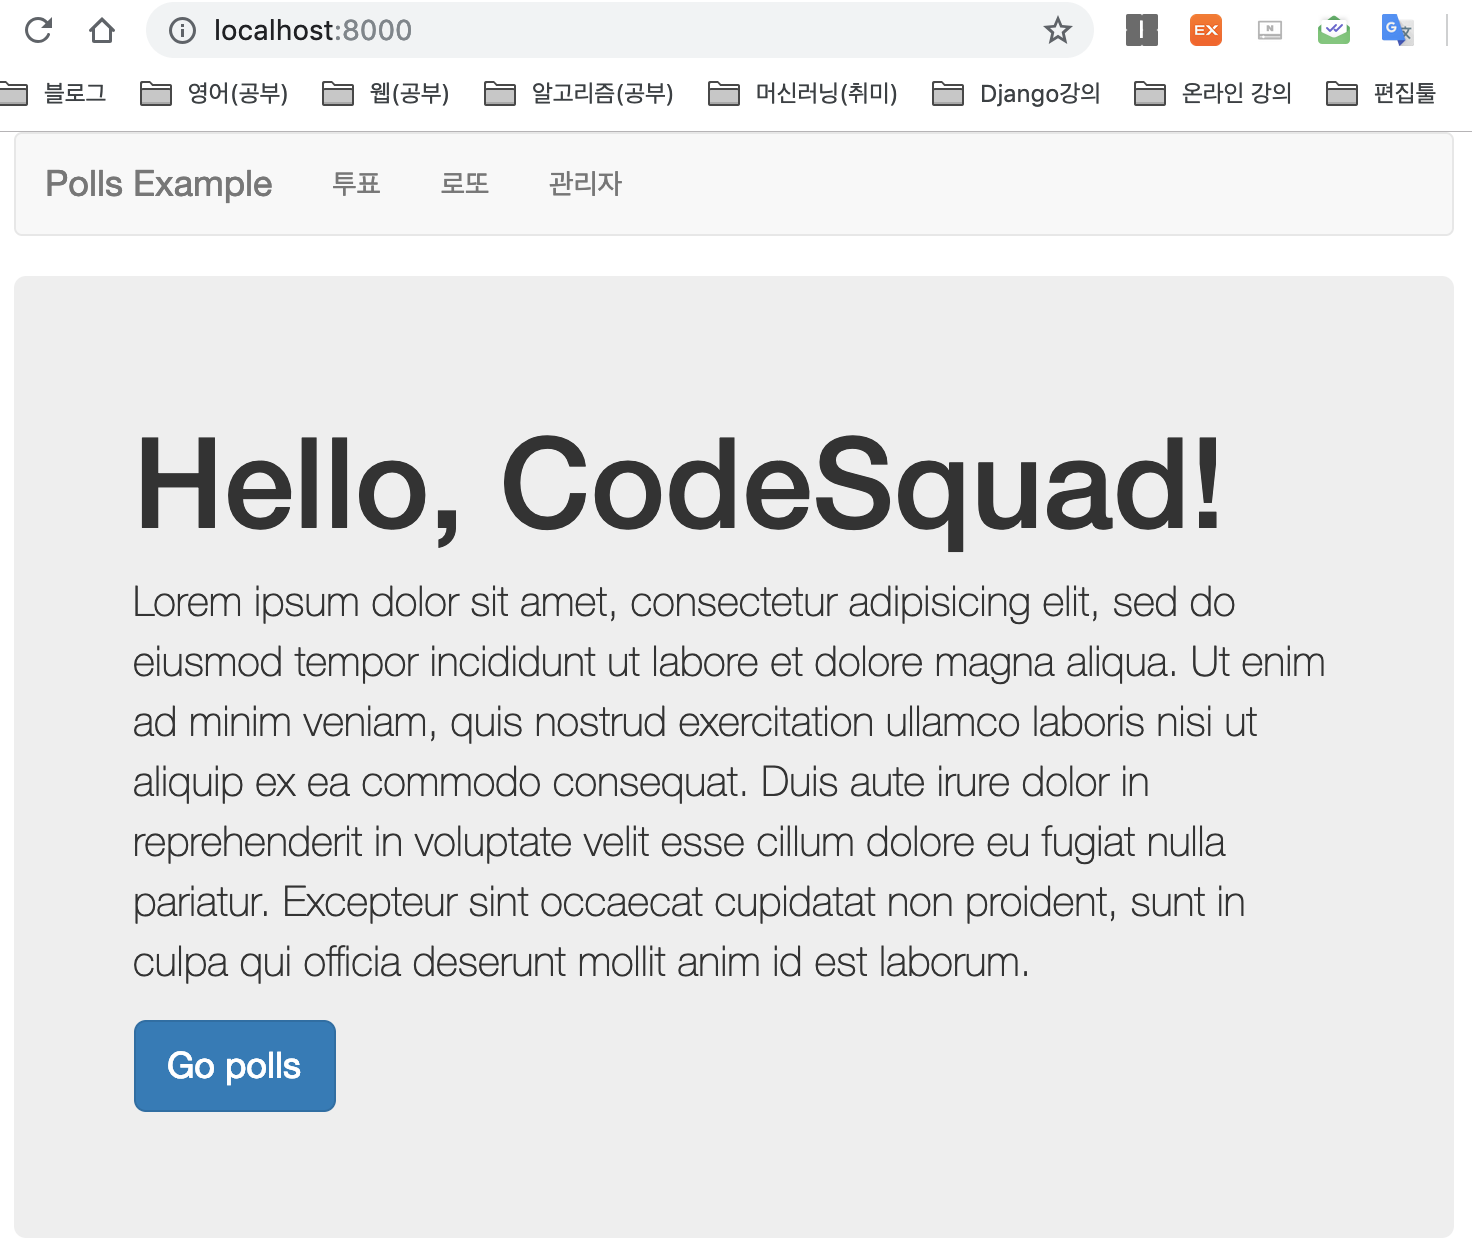 localhost:8000
EX
N
G 文
블로그 영어(공부) 웹(공부) 알고리즘(공부) 머신러닝(취미) Django강의 온라인 강의 편집툴
Polls Example 투표 로또 관리자
Hello, CodeSquad!
Lorem ipsum dolor sit amet, consectetur adipisicing elit, sed do
eiusmod tempor incididunt ut labore et dolore magna aliqua. Ut enim
ad minim veniam, quis nostrud exercitation ullamco laboris nisi ut
aliquip ex ea commodo consequat. Duis aute irure dolor in
reprehenderit in voluptate velit esse cillum dolore eu fugiat nulla
pariatur. Excepteur sint occaecat cupidatat non proident, sunt in
culpa qui officia deserunt mollit anim id est laborum.
Go polls